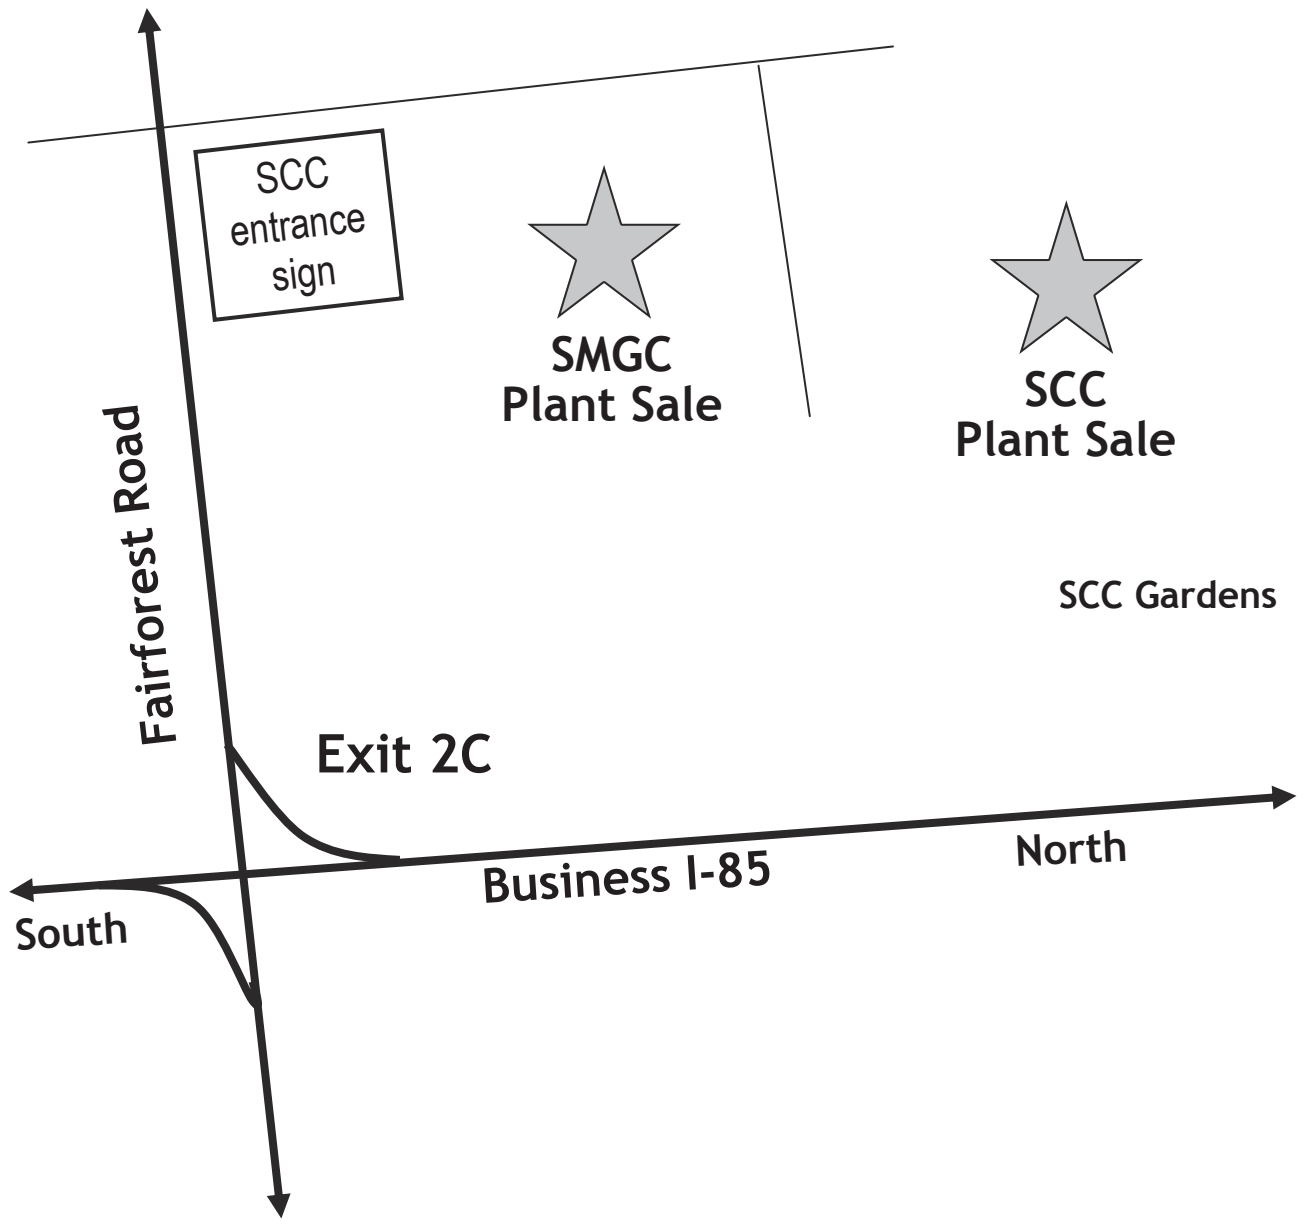 SCC
entrance
sign
SMGC
Plant Sale
SCC
Plant Sale
Fairforest Road
SCC Gardens
Exit 2C
North
Business I-85
South